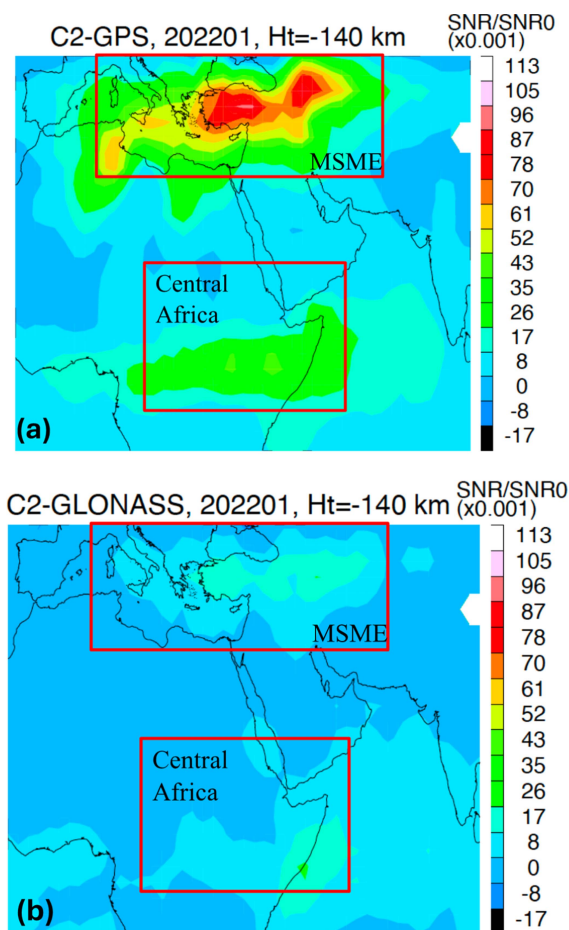 C2-GPS, 202201, Ht=-140 km
SNR/SNR0
(x0.001)
113
105
96
87
78
70
61
52
43
35
26
17
8
0
-8
-17
MSME
Central
Africa
(a)
C2-GLONASS, 202201, Ht=-140 km
SNR/SNR0
(x0.001)
113
105
96
87
78
70
61
52
43
35
26
17
8
0
-8
-17
MSME
Central
Africa
(b)